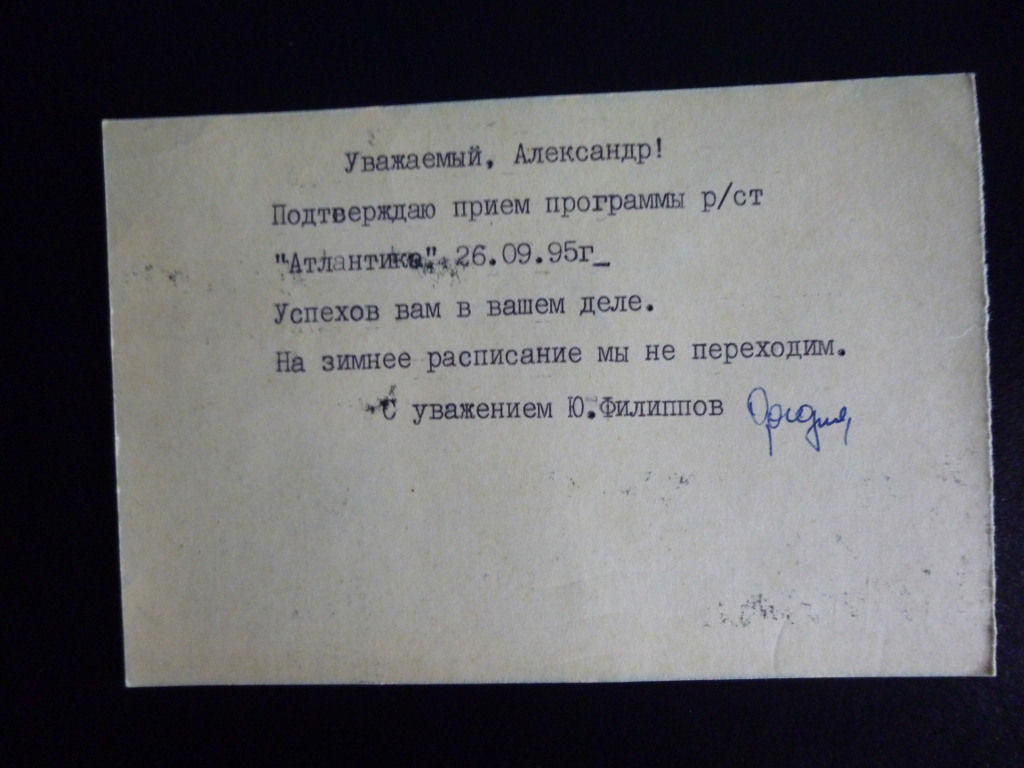 Уважаемый, Александр!
Подтверждаю прием программы р/ст
"Атлантика" 26.09.95г_
Успехов вам в вашем деле.
На зимнее расписание мы не переходим.
С уважением Ю.Филиппов